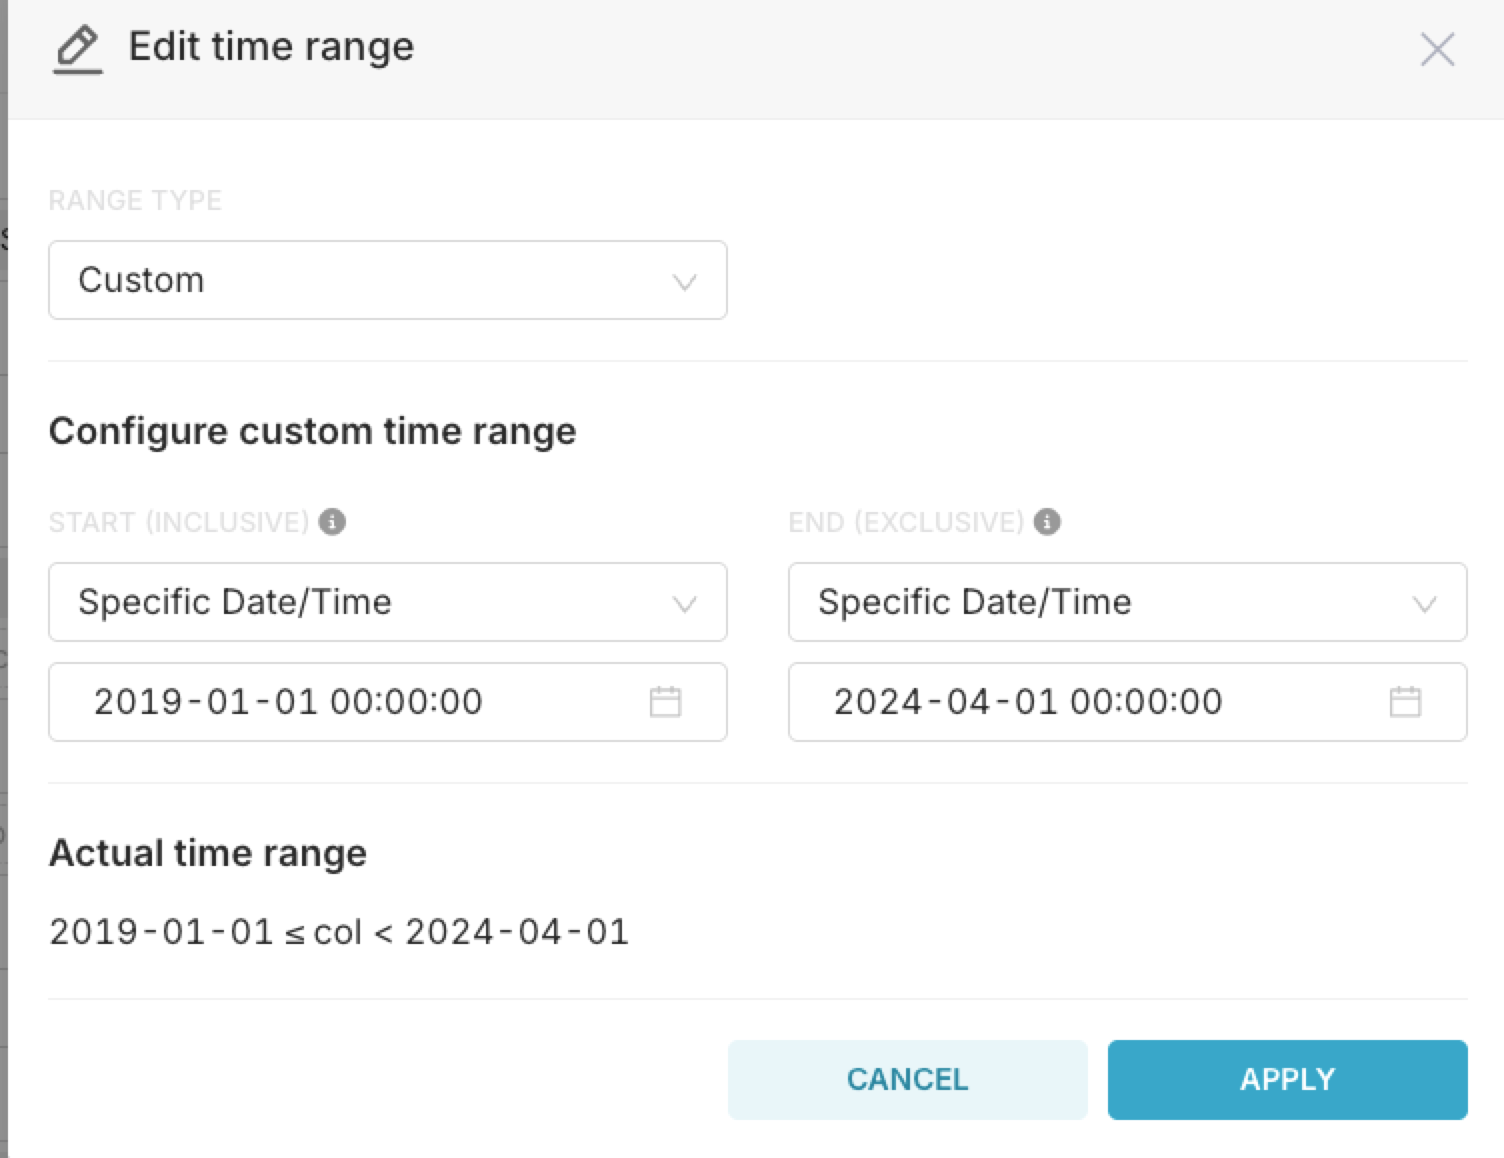 Edit time range
RANGE TYPE
Custom
Configure custom time range
START (INCLUSIVE)
END (EXCLUSIVE)
Specific Date/Time
Specific Date/Time
2019-01-01 00:00:00
2024-04-01 00:00:00
Actual time range
2019-01-01 ≤ col < 2024-04-01
CANCEL
APPLY